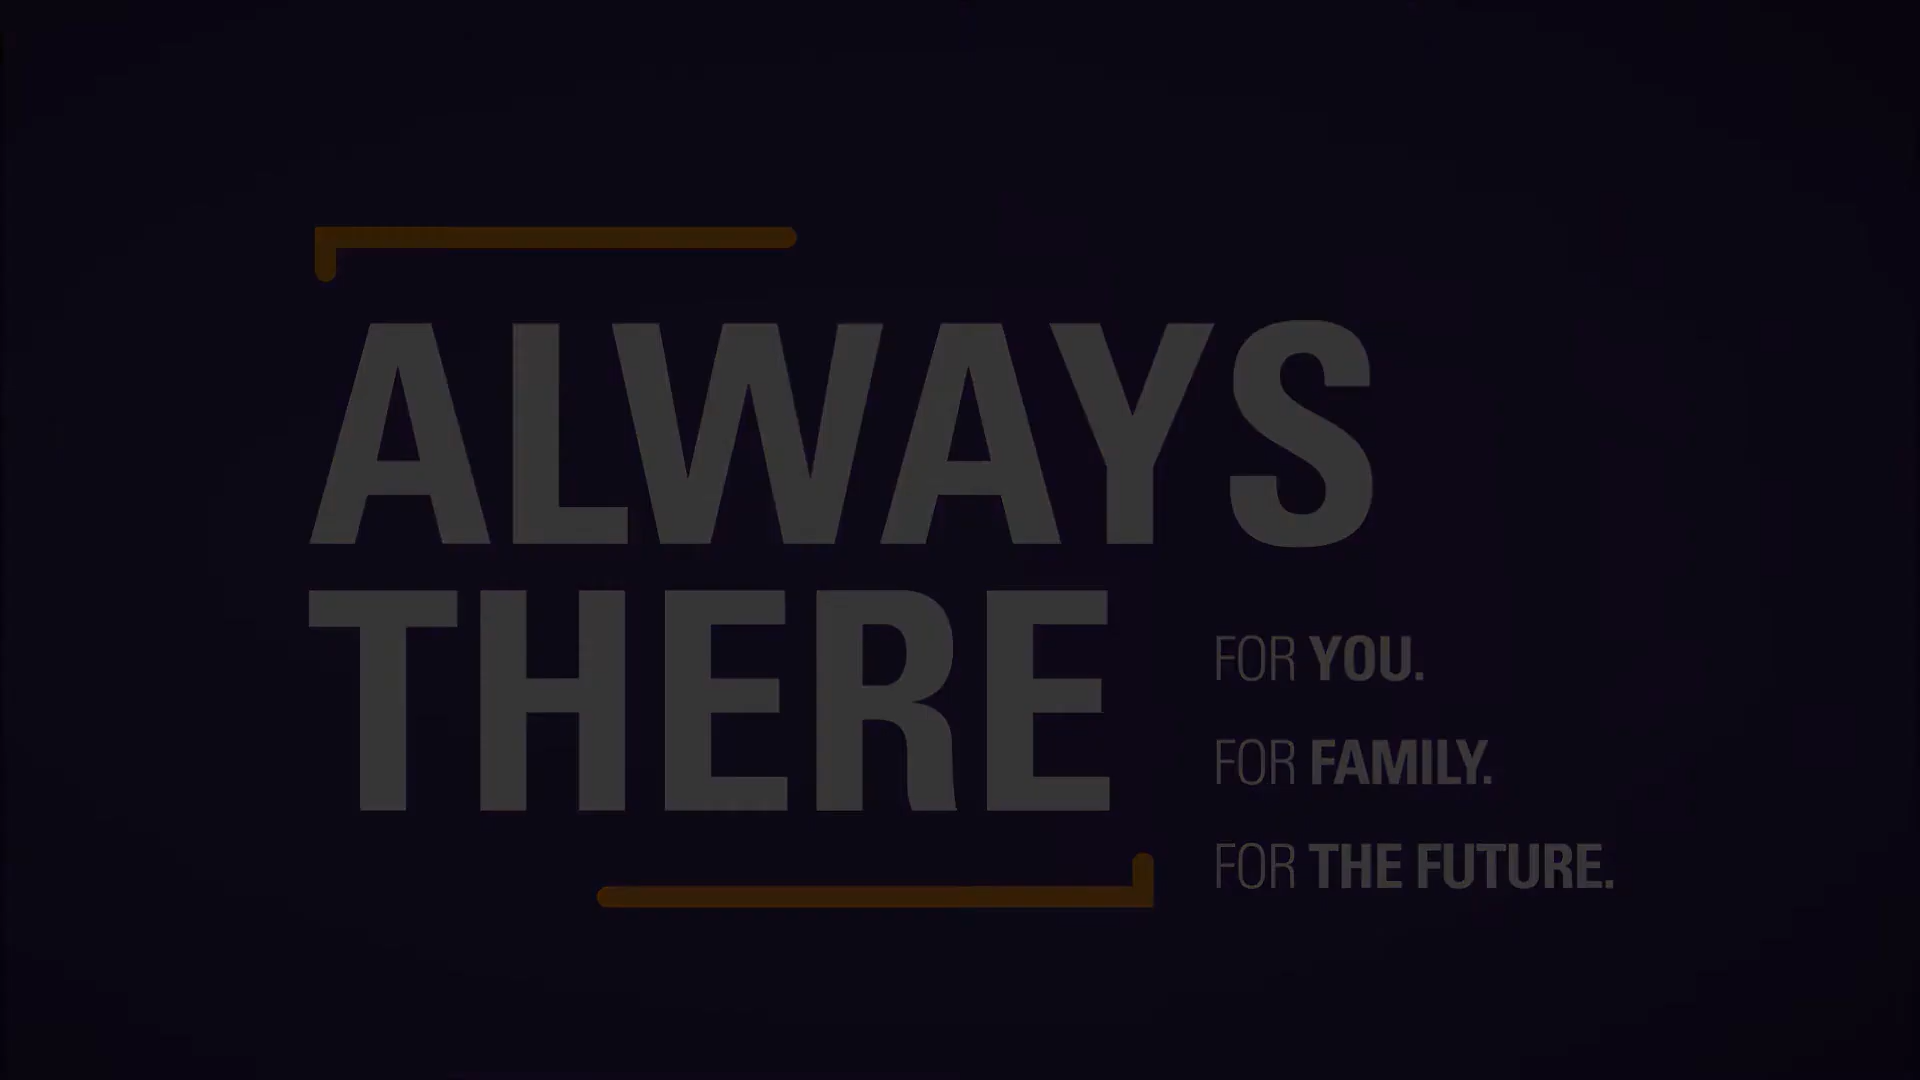 ALWAYS
THERE
FOR YOU.
FOR FAMILY.
FOR THE FUTURE.